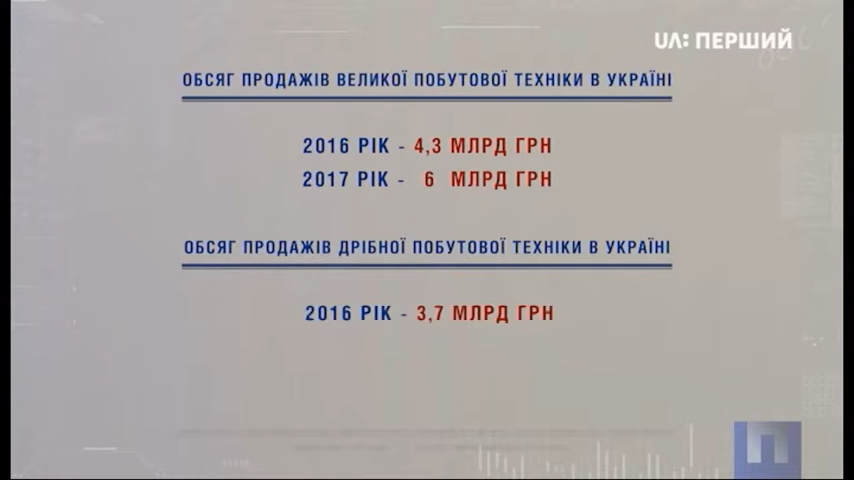 UA: ПЕРШИЙ
ОБСЯГ ПРОДАЖІВ ВЕЛИКОЇ ПОБУТОВОЇ ТЕХНІКИ В УКРАЇНІ
2016 РІК - 4,3 МЛРД ГРН
2017 РІК - 6 МЛРД ГРН
ОБСЯГ ПРОДАЖІВ ДРІБНОЇ ПОБУТОВОЇ ТЕХНІКИ В УКРАЇНІ
2016 РІК - 3,7 МЛРД ГРН
П